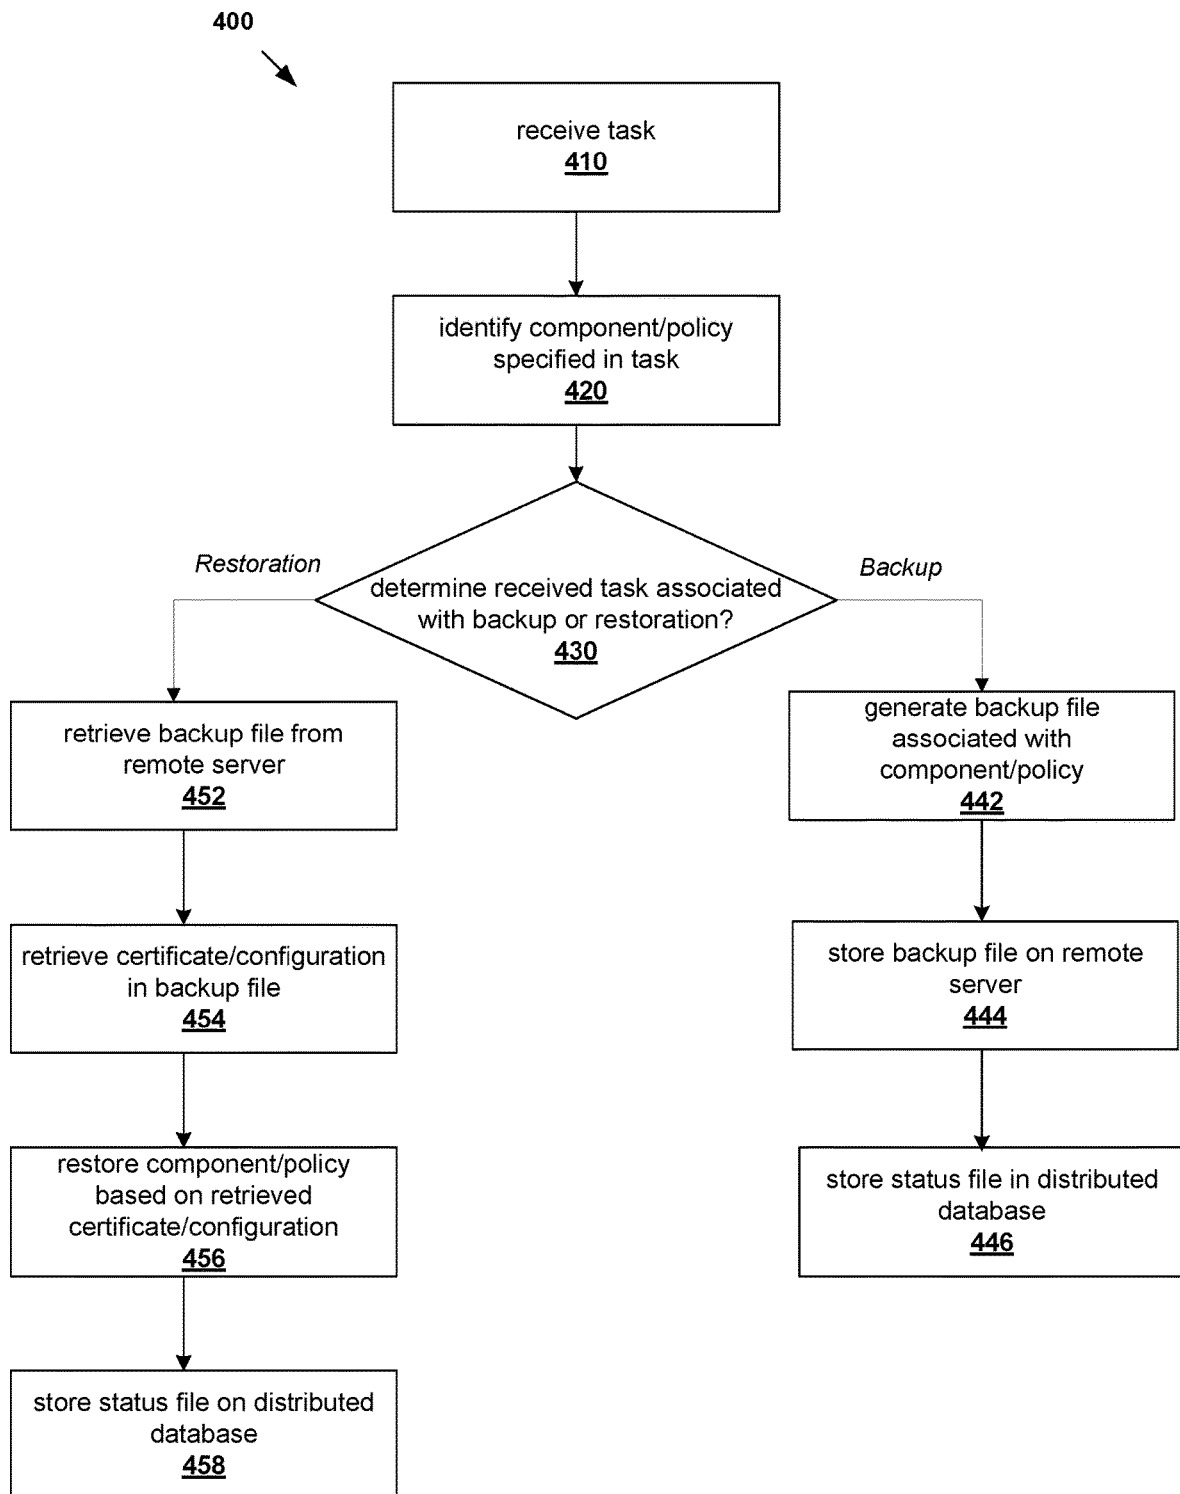 400
receive task
410
identify component/policy
specified in task
420
Restoration
Backup
determine received task associated
with backup or restoration?
430
retrieve backup file from
remote server
452
generate backup file
associated with
component/policy
442
retrieve certificate/configuration
in backup file
454
store backup file on remote
server
444
restore component/policy
based on retrieved
certificate/configuration
456
store status file in distributed
database
446
store status file on distributed
database
458